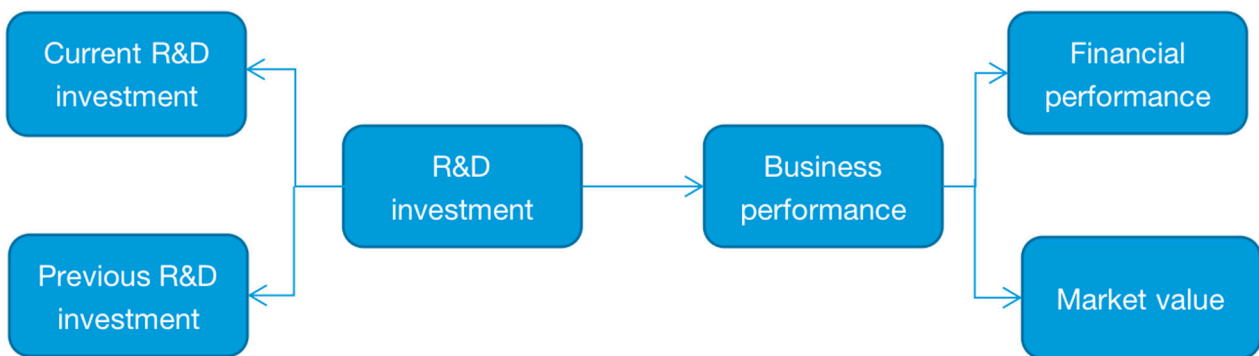 Current R&D
investment
Previous R&D
investment
R&D
investment
Business
performance
Financial
performance
Market value